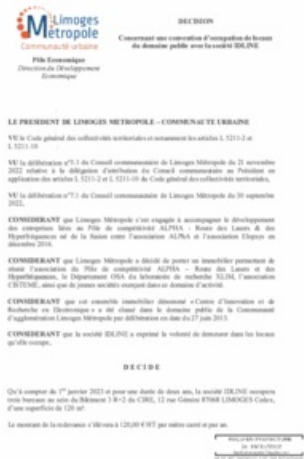 Limoges
Métropole
Communauté urbaine
Pôle Economique
Direction du Développement
Economique
DECISION
Concernant une convention d'occupation de locaux
du domaine public avec la société IDLINE
LE PRESIDENT DE LIMOGES METROPOLE – COMMUNAUTE URBAINE
VU le Code général des collectivités territoriales et notamment les articles L 5211-2 et
L 5211-10
VU la délibération n°5.1 du Conseil communautaire de Limoges Métropole du 21 novembre
2022 relative à la délégation d'attribution du Conseil communautaire au Président en
application des articles L 5211-2 et L 5211-10 du Code Général des collectivités territoriales,
VU la délibération du Conseil communautaire de Limoges Métropole du 30 septembre
2022,
CONSIDERANT que Limoges Métropole s'est engagée à accompagner le développement
des entreprises liées au Pôle de compétitivité ALPHA - Route des Lasers & des
Hyperfréquences né de la fusion entre l'association ALPhA et l'association Elopsys en
décembre 2016.
CONSIDERANT que Limoges Métropole a décidé de porter un immobilier permettant de
réunir l'association du Pôle de compétitivité ALPHA - Route des Lasers et des
Hyperfréquences, le Département OSA du laboratoire de recherche XLIM, l'association
CISTEME, ainsi que de jeunes sociétés exerçant dans ce domaine d'activité.
CONSIDERANT que cet ensemble immobilier dénommé « Centre d'Innovation et de
Recherche en Electronique » a été classé dans le domaine public de la Communauté
d'agglomération Limoges Métropole par délibération en date du 27 juin 2013.
CONSIDERANT que la société IDLINE a exprimé la volonté de demeurer dans les locaux
qu'elle occupe,
D E C I D E
Qu'à compter du 1er janvier 2023 et pour une durée de deux ans, la société IDLINE occupera
trois bureaux au sein du Bâtiment 3 R+2 du CIRE, 12 rue Gémini 87068 LIMOGES Cedex,
d'une superficie de 120 m².
Le montant de la redevance s'élèvera à 120,00 € HT par mètre carré et par an.